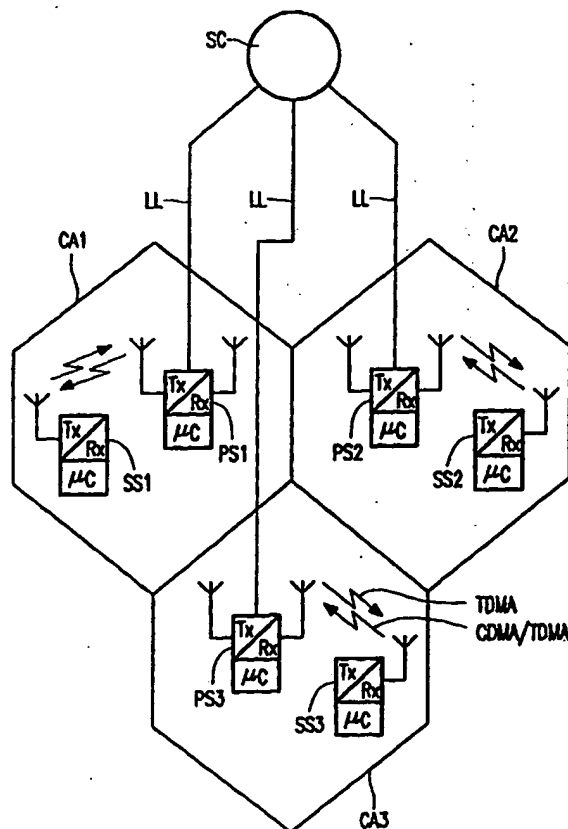 SC
LL LL LL
CA1 CA2
Tx Tx
Rx Rx
Tx PS1 PS2 Tx
Rx μC μC Rx
μC SS1 SS2 μC
TDMA
CDMA/TDMA
Tx
Rx
PS3 μC Tx
Rx
SS3 μC
CA3